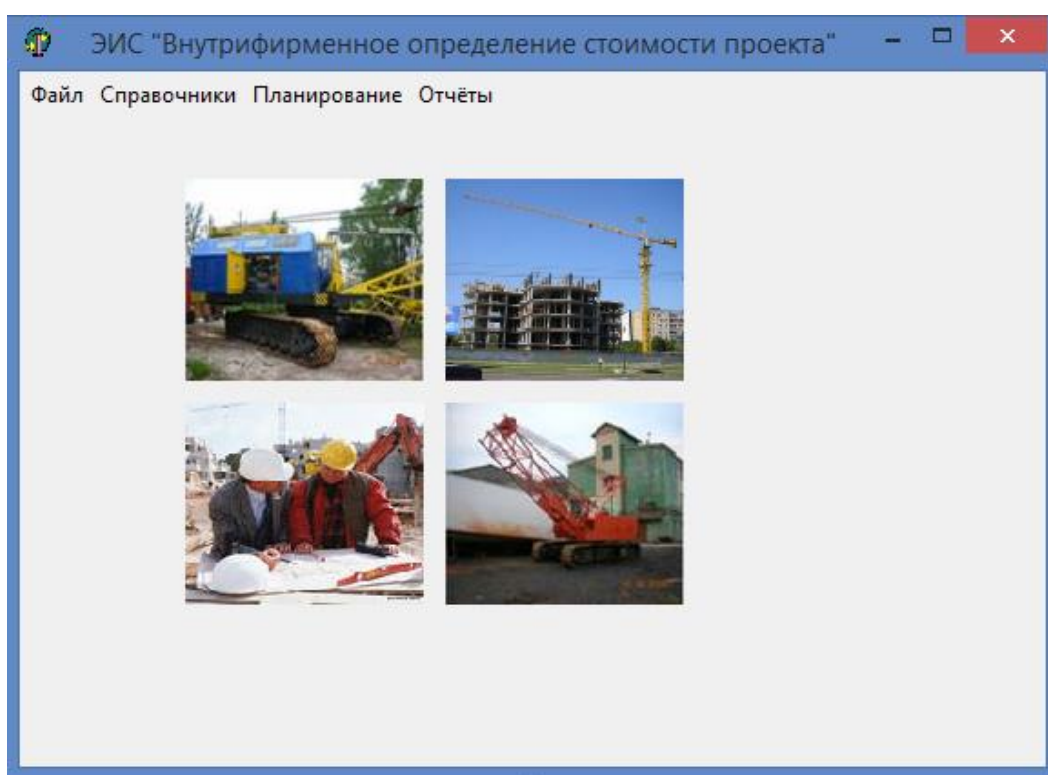 ЭИС "Внутрифирменное определение стоимости проекта"
Файл Справочники Планирование Отчёты